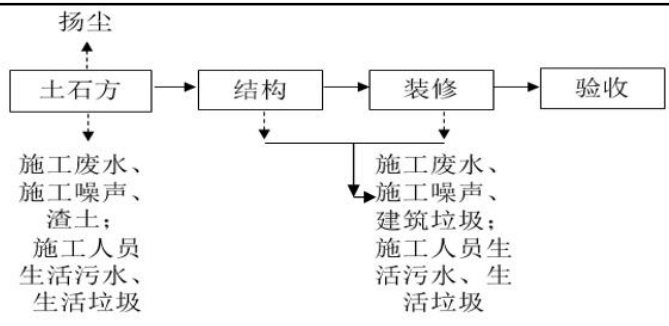 扬尘
土石方
结构
装修
验收
施工废水、
施工噪声、
渣土；
施工人员
生活污水、
生活垃圾
施工废水、
施工噪声、
建筑垃圾；
施工人员生
活污水、生
活垃圾